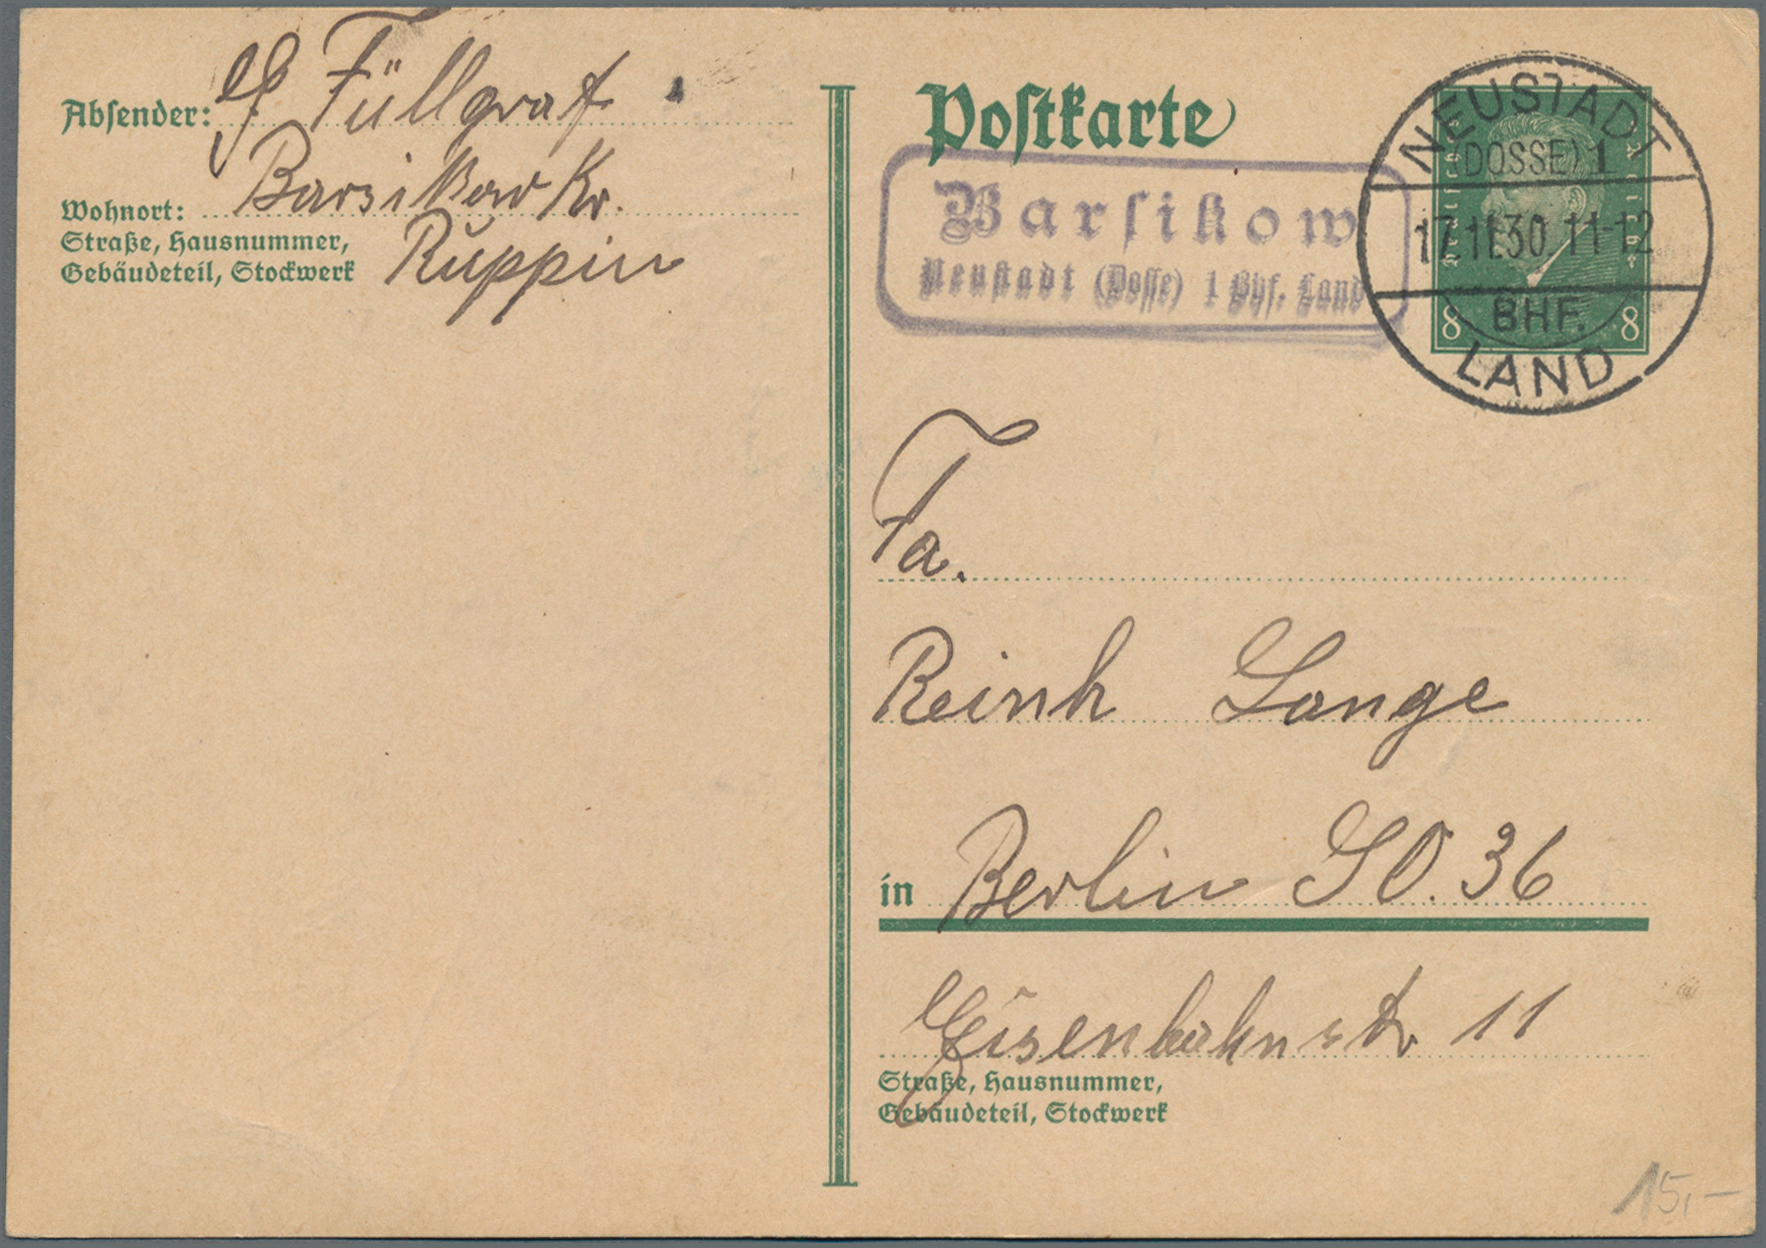 Absender: G Füllgraf
Wohnort: Barsikow Kr.
Straße, Hausnummer,
Gebäudeteil, Stockwerk
Ruppin
Postkarte
Barsikow
Neustadt (Dosse) 1 Bhf. Land
NEUSTADT
(DOSSE) 1
17.11.30. 11-12
BHF.
LAND
8 8
Fa.
Reinh Lange
in Berlin SO. 36
Eisenbahnstr 11
Straße, Hausnummer,
Gebäudeteil, Stockwerk
15,-